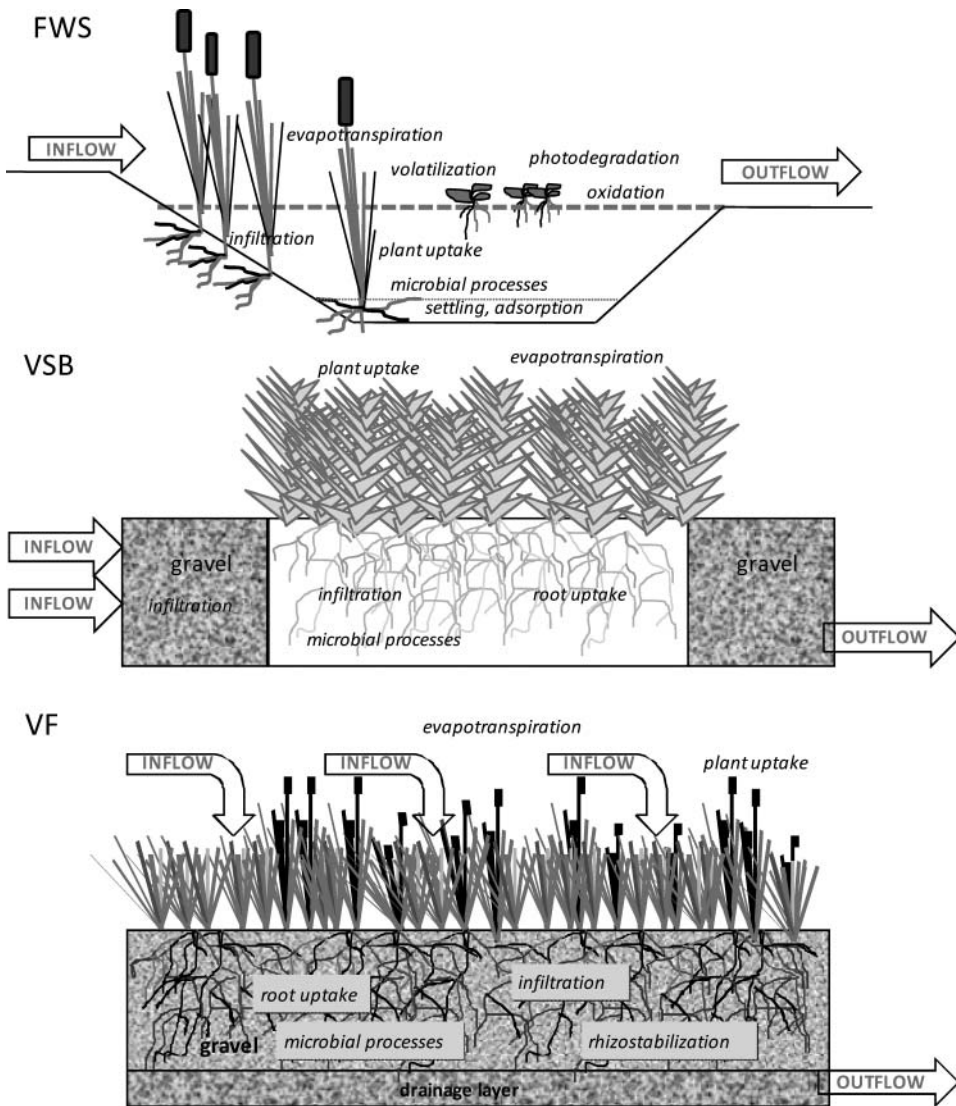 FWS
INFLOW
evapotranspiration
volatilization
photodegradation
oxidation
OUTFLOW
infiltration
plant uptake
microbial processes
settling, adsorption
VSB
plant uptake
evapotranspiration
INFLOW
gravel
gravel
INFLOW
infiltration
infiltration
root uptake
microbial processes
OUTFLOW
VF
evapotranspiration
INFLOW
INFLOW
INFLOW
plant uptake
root uptake
infiltration
gravel
microbial processes
rhizostabilization
drainage layer
OUTFLOW